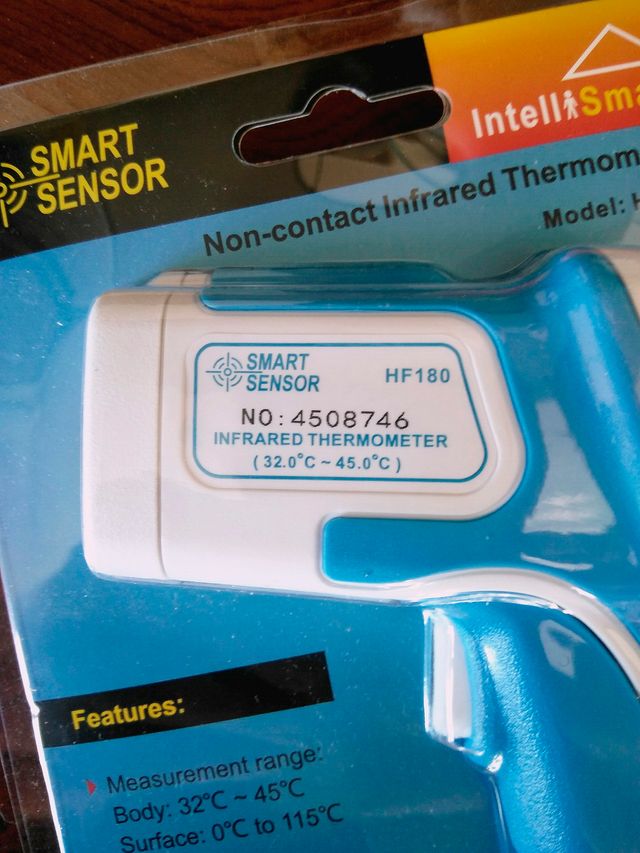 SMART
SENSOR
Intelli Sma
Non-contact Infrared Thermom
Model: H
SMART
SENSOR
HF180
NO: 4508746
INFRARED THERMOMETER
( 32.0°C ~ 45.0°C )
Features:
Measurement range:
Body: 32°C ~ 45°C
Surface: 0°C to 115°C